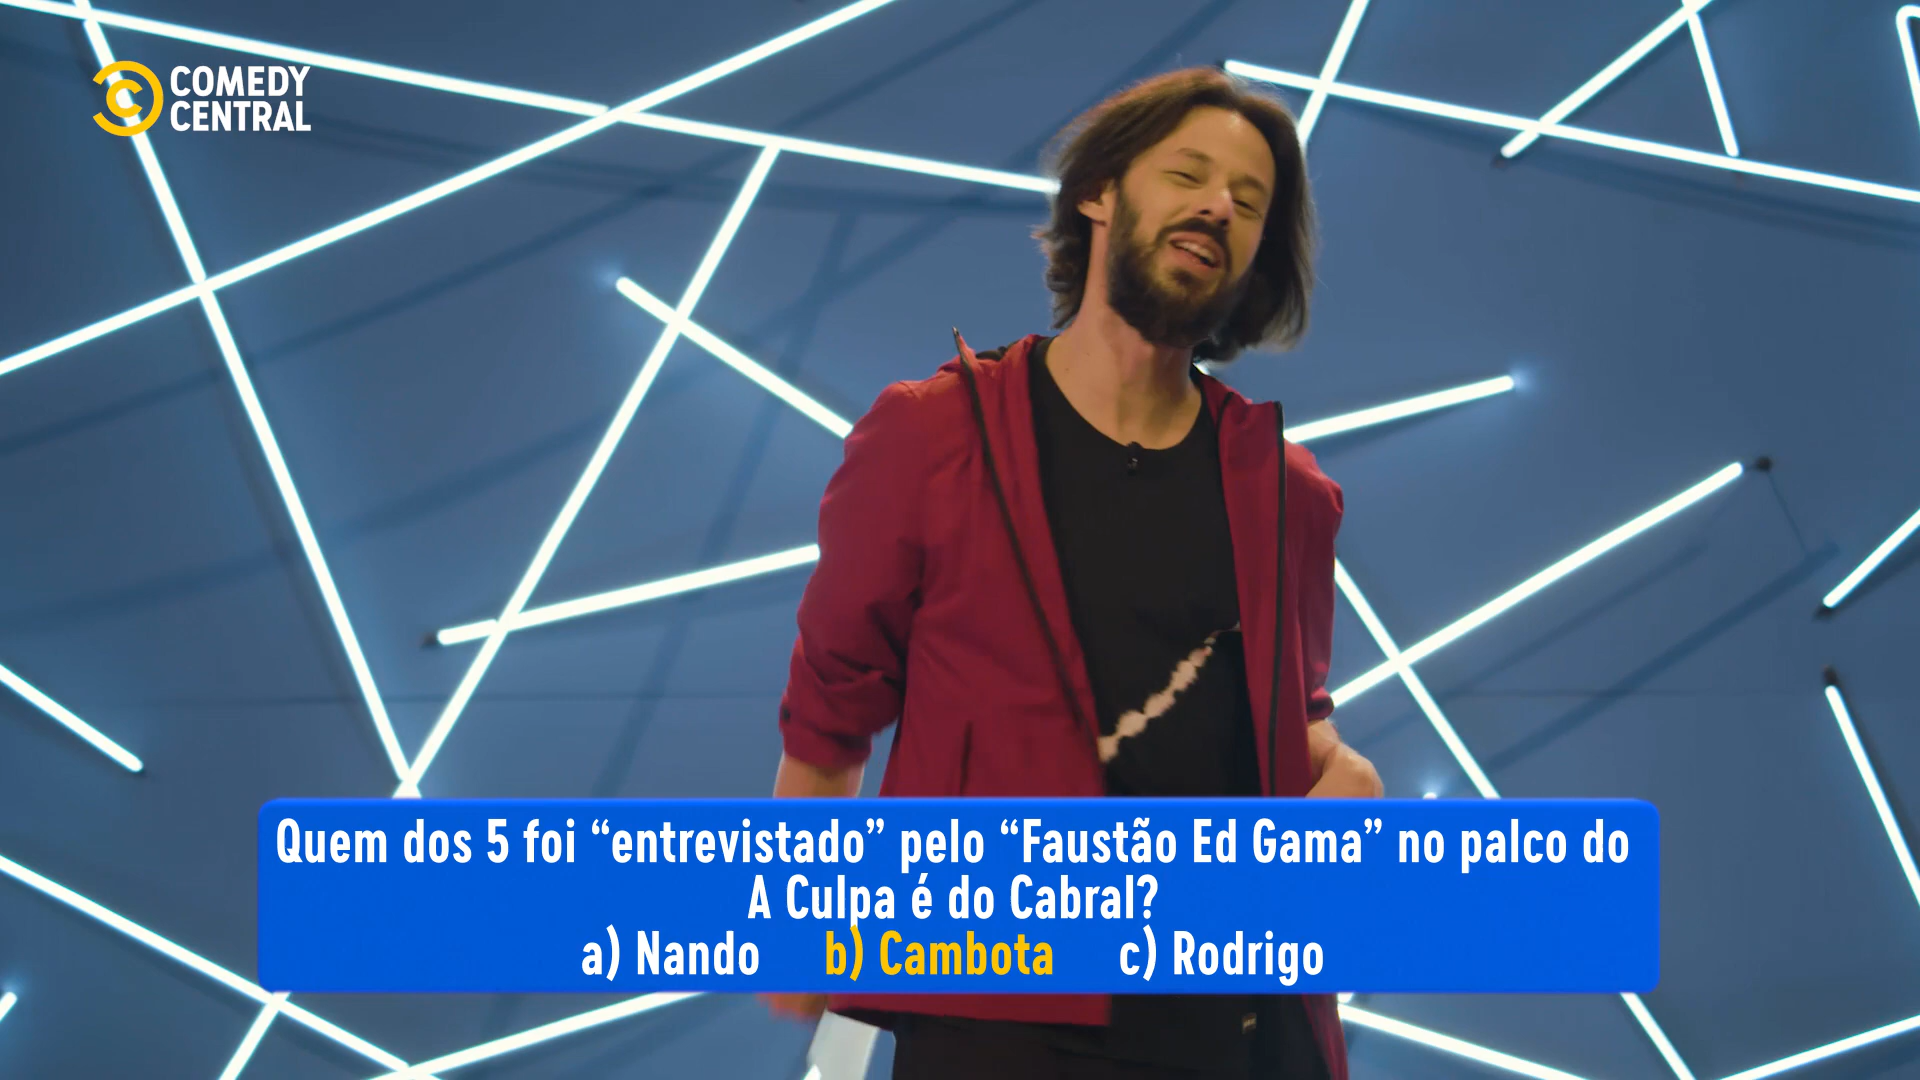 COMEDY
CENTRAL
Quem dos 5 foi “entrevistado” pelo “Faustão Ed Gama” no palco do
A Culpa é do Cabral?
a) Nando b) Cambota c) Rodrigo